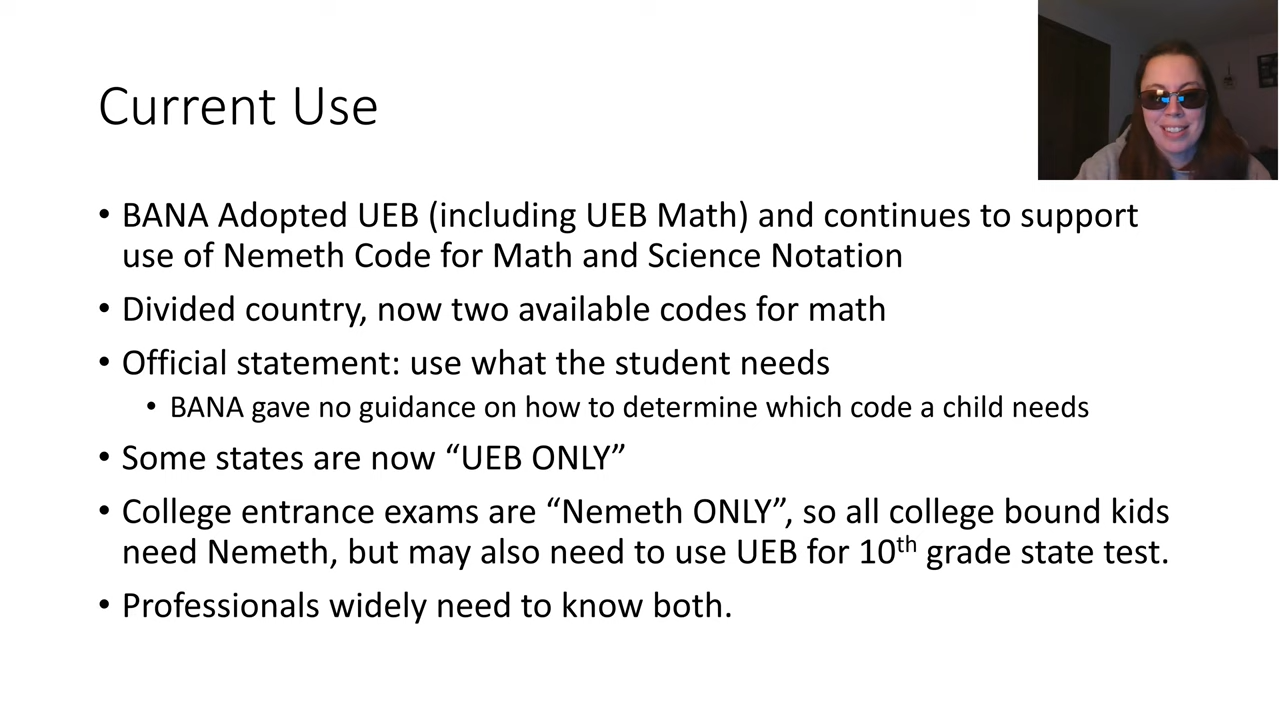 Current Use
• BANA Adopted UEB (including UEB Math) and continues to support
use of Nemeth Code for Math and Science Notation
• Divided country, now two available codes for math
• Official statement: use what the student needs
• BANA gave no guidance on how to determine which code a child needs
• Some states are now “UEB ONLY”
• College entrance exams are “Nemeth ONLY”, so all college bound kids
need Nemeth, but may also need to use UEB for 10th grade state test.
• Professionals widely need to know both.